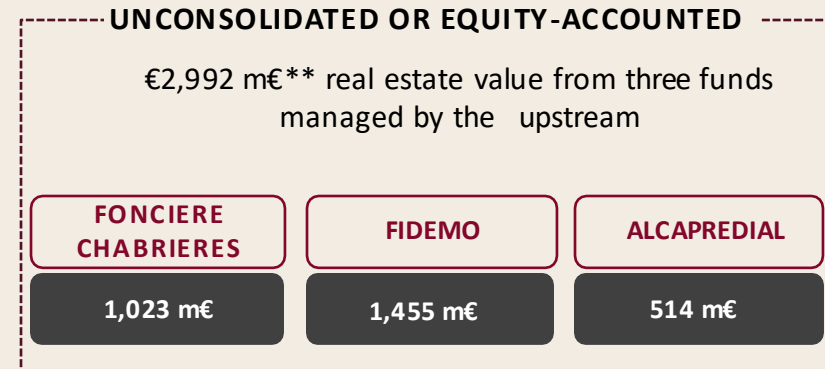 UNCONSOLIDATED OR EQUITY-ACCOUNTED
€2,992 m€** real estate value from three funds
managed by the upstream
FONCIERE
CHABRIERES
FIDEMO
ALCAPREDIAL
1,023 m€
1,455 m€
514 m€